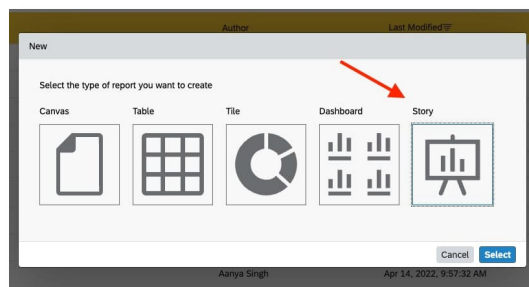 Author Last Modified
New
Select the type of report you want to create
Canvas Table Tile Dashboard Story
Cancel Select
Aanya Singh Apr 14, 2022, 9:57:32 AM